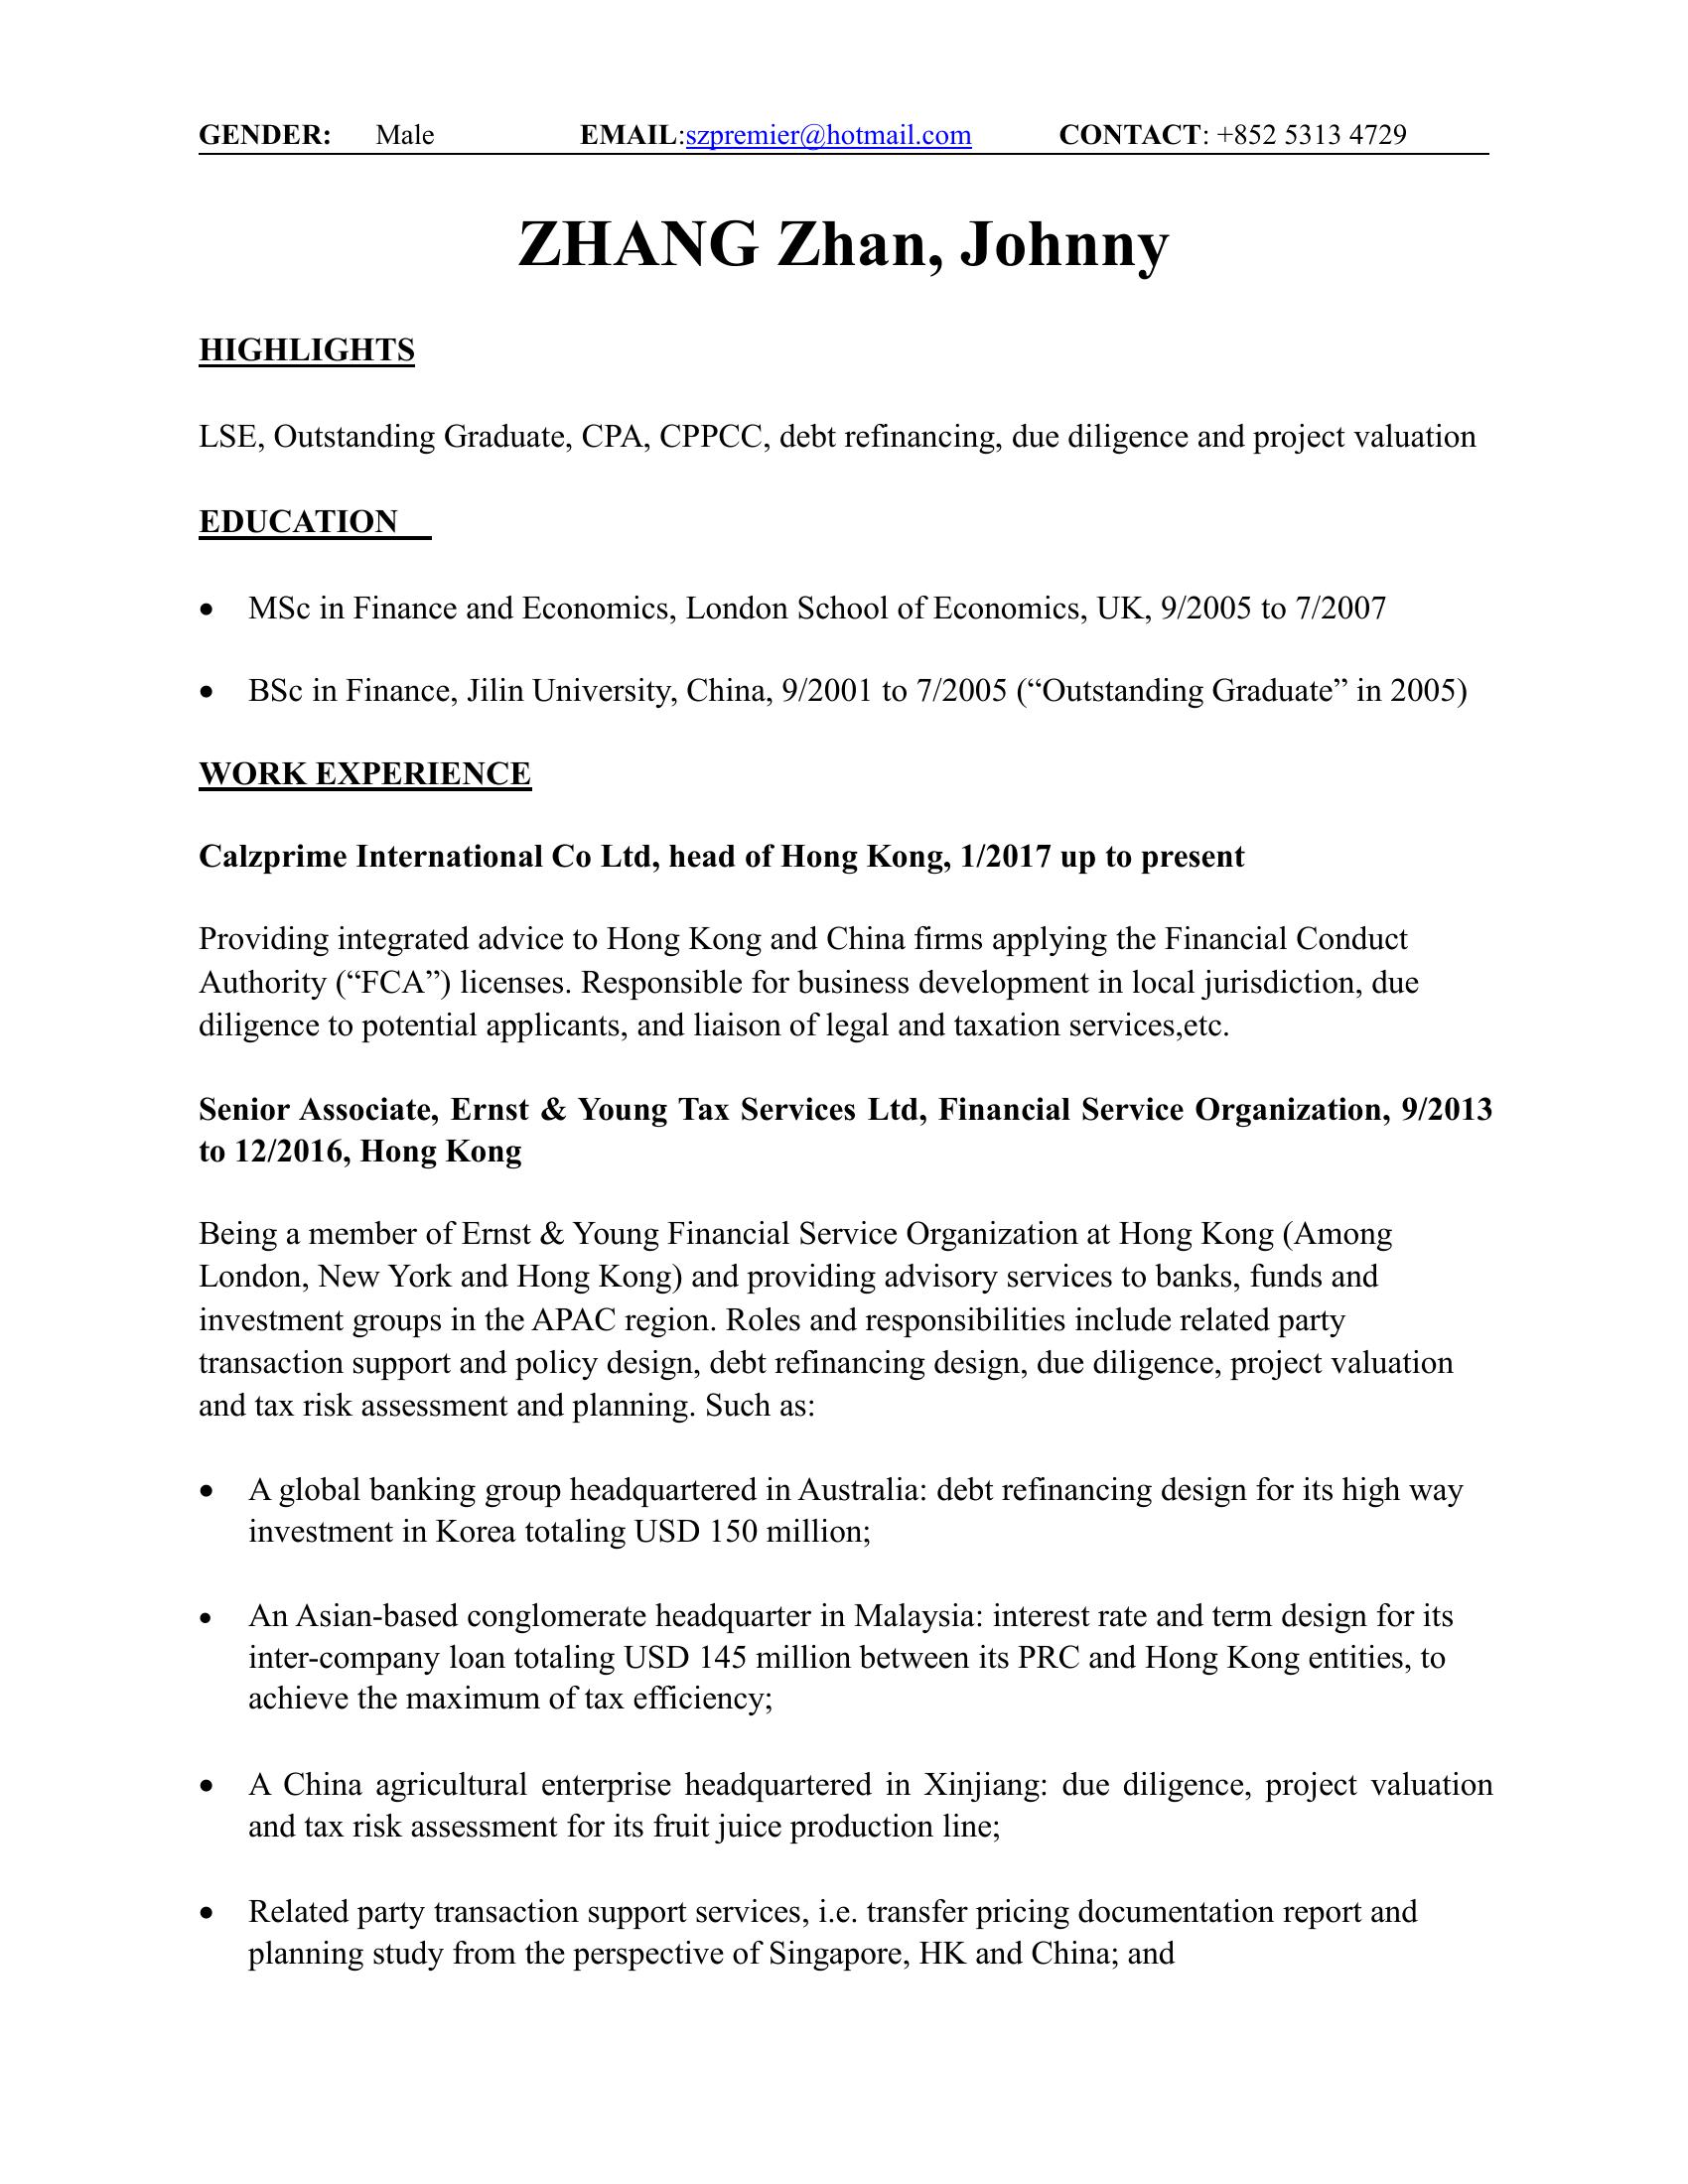 GENDER: Male EMAIL:szpremier@hotmail.com CONTACT: +852 5313 4729
ZHANG Zhan, Johnny
HIGHLIGHTS
LSE, Outstanding Graduate, CPA, CPPCC, debt refinancing, due diligence and project valuation
EDUCATION
• MSc in Finance and Economics, London School of Economics, UK, 9/2005 to 7/2007
• BSc in Finance, Jilin University, China, 9/2001 to 7/2005 (“Outstanding Graduate” in 2005)
WORK EXPERIENCE
Calzprime International Co Ltd, head of Hong Kong, 1/2017 up to present
Providing integrated advice to Hong Kong and China firms applying the Financial Conduct
Authority (“FCA”) licenses. Responsible for business development in local jurisdiction, due
diligence to potential applicants, and liaison of legal and taxation services,etc.
Senior Associate, Ernst & Young Tax Services Ltd, Financial Service Organization, 9/2013
to 12/2016, Hong Kong
Being a member of Ernst & Young Financial Service Organization at Hong Kong (Among
London, New York and Hong Kong) and providing advisory services to banks, funds and
investment groups in the APAC region. Roles and responsibilities include related party
transaction support and policy design, debt refinancing design, due diligence, project valuation
and tax risk assessment and planning. Such as:
• A global banking group headquartered in Australia: debt refinancing design for its high way
investment in Korea totaling USD 150 million;
• An Asian-based conglomerate headquarter in Malaysia: interest rate and term design for its
inter-company loan totaling USD 145 million between its PRC and Hong Kong entities, to
achieve the maximum of tax efficiency;
• A China agricultural enterprise headquartered in Xinjiang: due diligence, project valuation
and tax risk assessment for its fruit juice production line;
• Related party transaction support services, i.e. transfer pricing documentation report and
planning study from the perspective of Singapore, HK and China; and